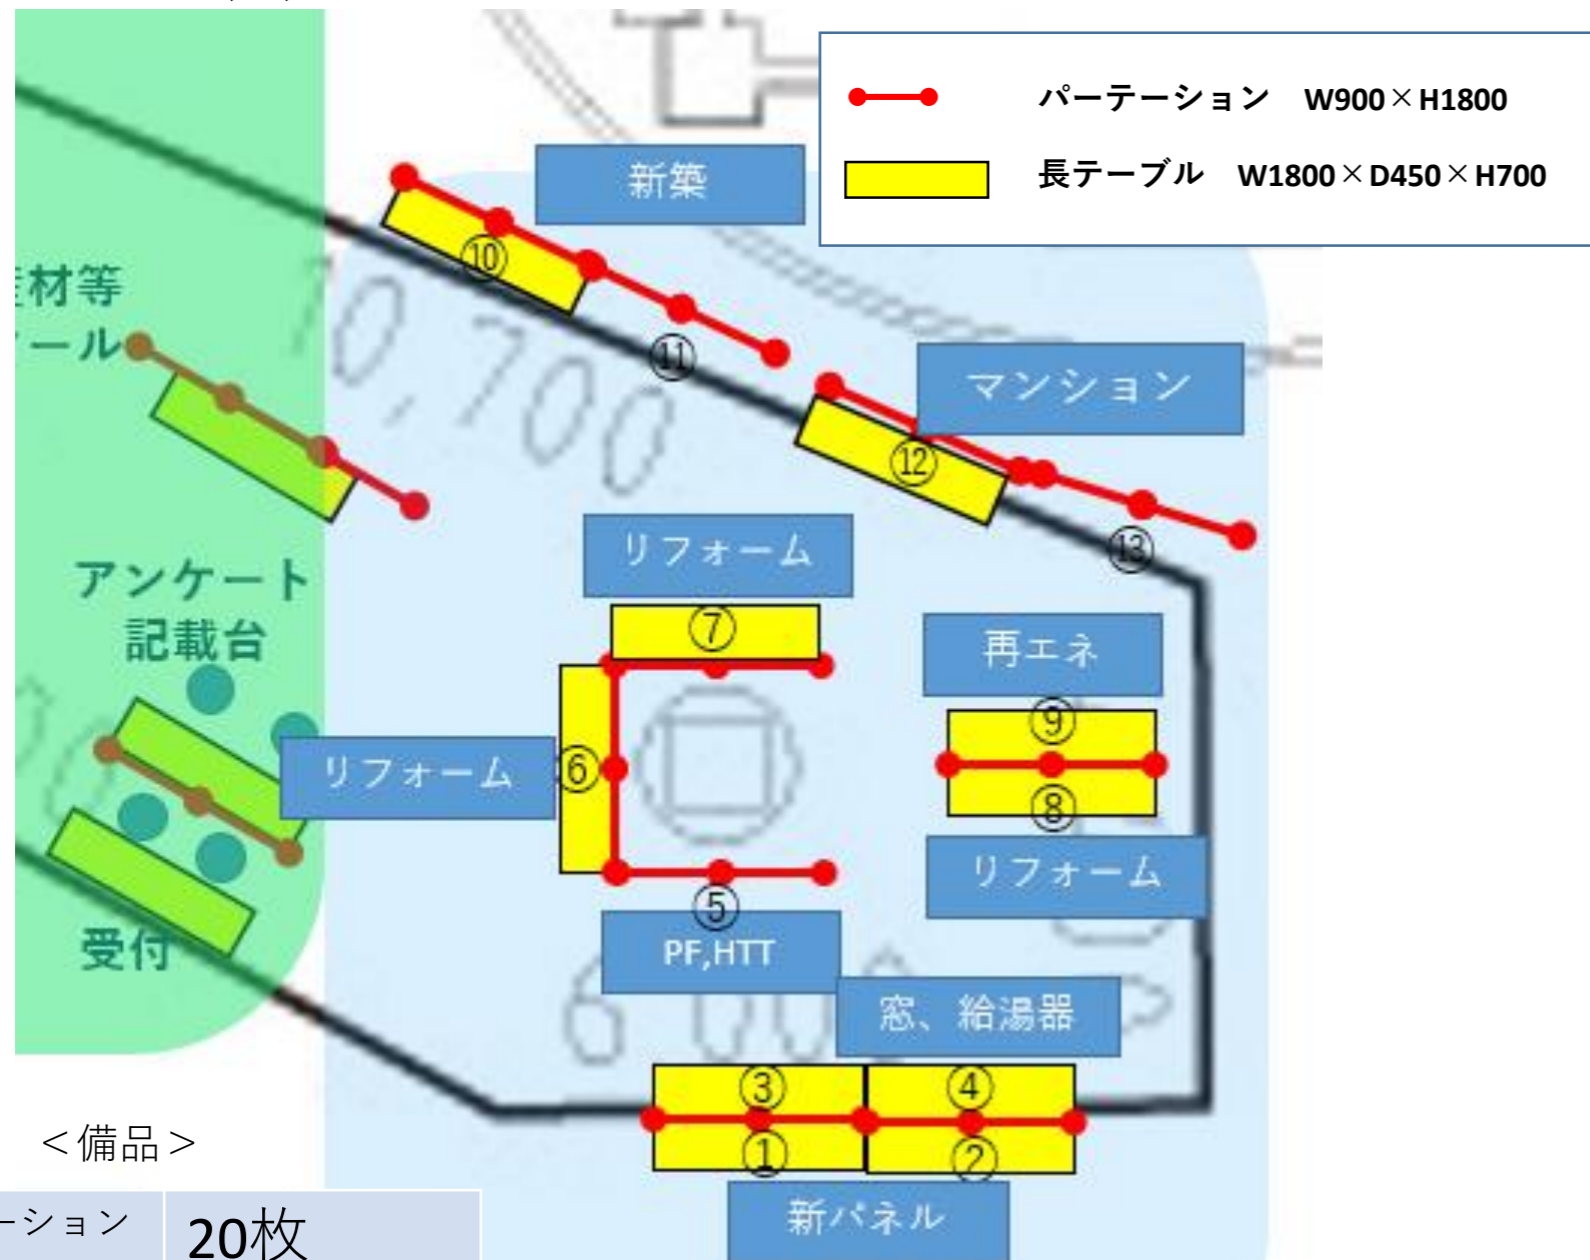 パーテーション W900×H1800
長テーブル W1800×D450×H700
新築
⑩
材等
ール
10,700
⑪
マンション
⑫
⑬
リフォーム
⑦
アンケート
記載台
再エネ
⑨
リフォーム
⑥
⑧
リフォーム
⑤
PF,HTT
受付
窓、給湯器
③
④
①
②
＜備品＞
新パネル
ーション
20枚